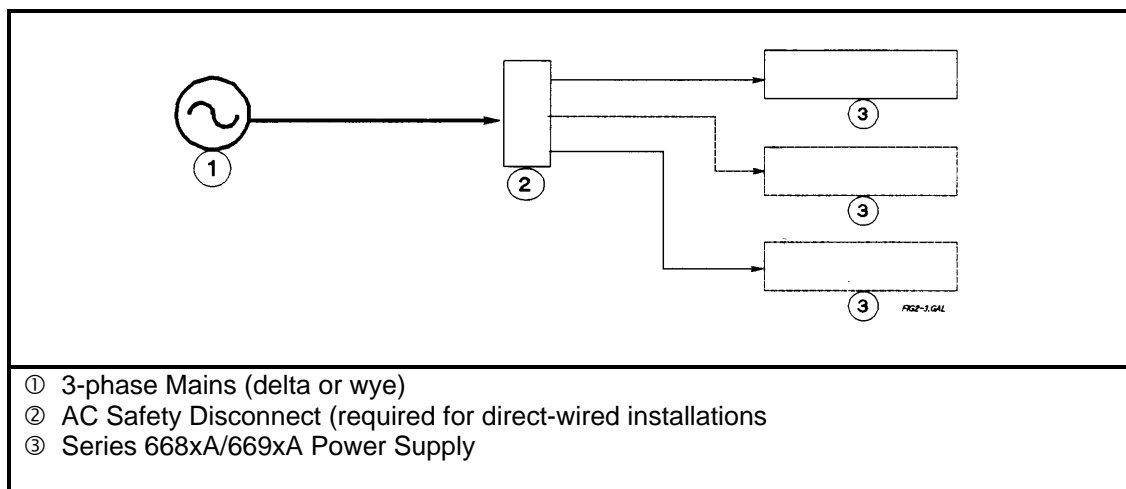 1
2
3
3
3
FIG2-3.GAL
① 3-phase Mains (delta or wye)
② AC Safety Disconnect (required for direct-wired installations
③ Series 668xA/669xA Power Supply